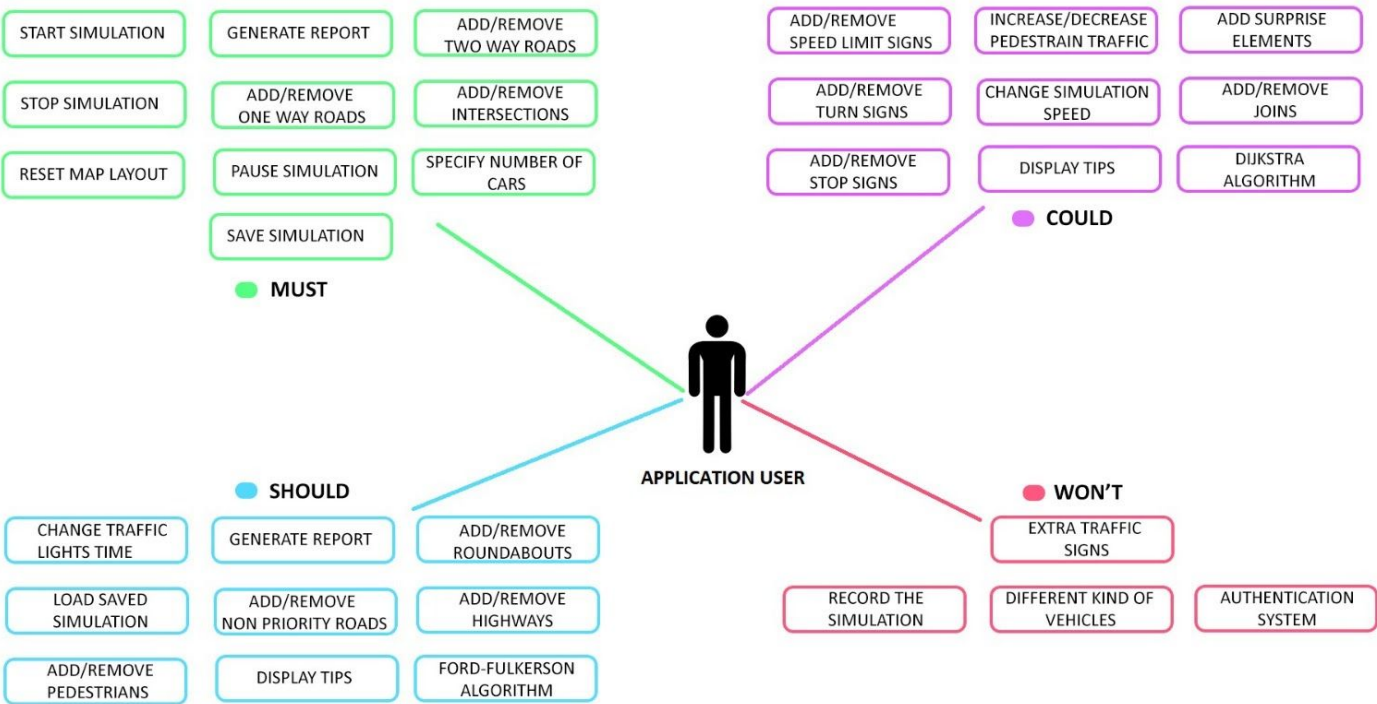 START SIMULATION
GENERATE REPORT
ADD/REMOVE
TWO WAY ROADS
STOP SIMULATION
ADD/REMOVE
ONE WAY ROADS
ADD/REMOVE
INTERSECTIONS
RESET MAP LAYOUT
PAUSE SIMULATION
SPECIFY NUMBER OF
CARS
SAVE SIMULATION
MUST
ADD/REMOVE
SPEED LIMIT SIGNS
INCREASE/DECREASE
PEDESTRAIN TRAFFIC
ADD SURPRISE
ELEMENTS
ADD/REMOVE
TURN SIGNS
CHANGE SIMULATION
SPEED
ADD/REMOVE
JOINS
ADD/REMOVE
STOP SIGNS
DISPLAY TIPS
DIJKSTRA
ALGORITHM
COULD
APPLICATION USER
SHOULD
CHANGE TRAFFIC
LIGHTS TIME
GENERATE REPORT
ADD/REMOVE
ROUNDABOUTS
LOAD SAVED
SIMULATION
ADD/REMOVE
NON PRIORITY ROADS
ADD/REMOVE
HIGHWAYS
ADD/REMOVE
PEDESTRIANS
DISPLAY TIPS
FORD-FULKERSON
ALGORITHM
WON'T
EXTRA TRAFFIC
SIGNS
RECORD THE
SIMULATION
DIFFERENT KIND OF
VEHICLES
AUTHENTICATION
SYSTEM